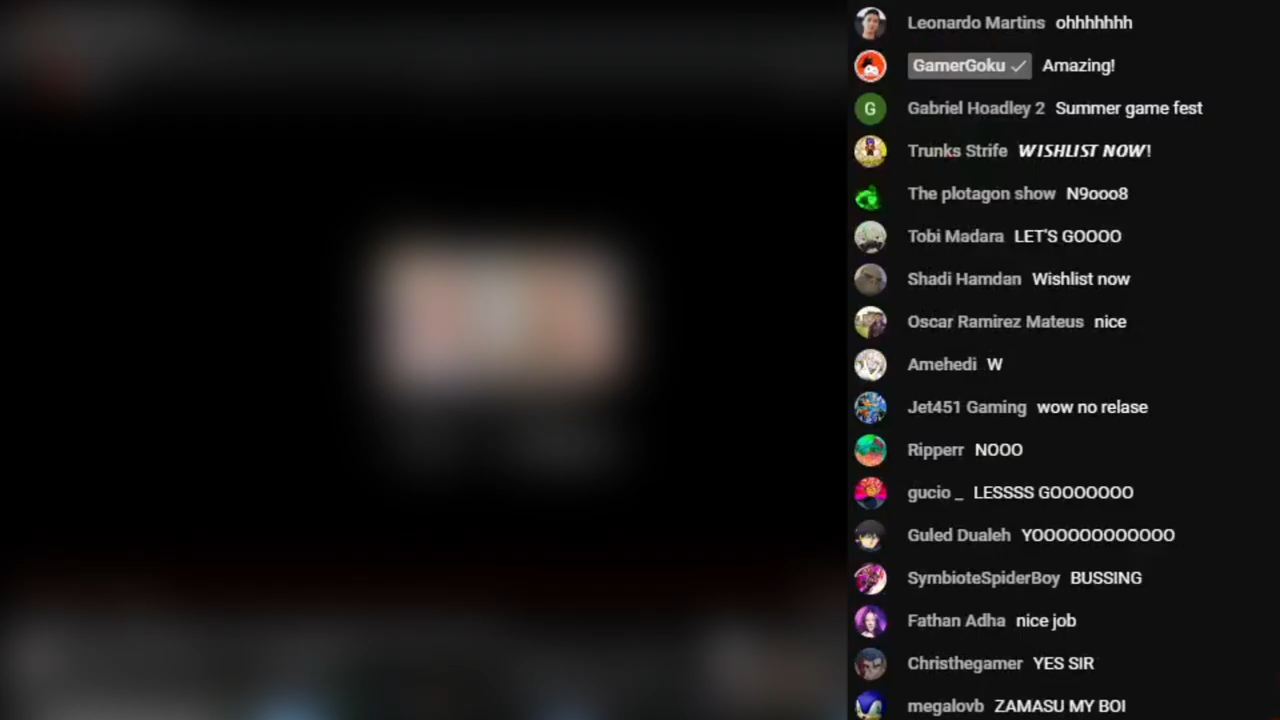 Leonardo Martins ohhhhhhh
GamerGoku ✓ Amazing!
G Gabriel Hoadley 2 Summer game fest
Trunks Strife WISHLIST NOW!
The plotagon show N9ooo8
Tobi Madara LET'S GOOOO
Shadi Hamdan Wishlist now
Oscar Ramirez Mateus nice
Amehedi W
Jet451 Gaming wow no relase
Ripperr NOOO
gucio _ LESSSS GOOOOOOO
Guled Dualeh YOOOOOOOOOOOO
SymbioteSpiderBoy BUSSING
Fathan Adha nice job
Christhegamer YES SIR
megalovb ZAMASU MY BOI